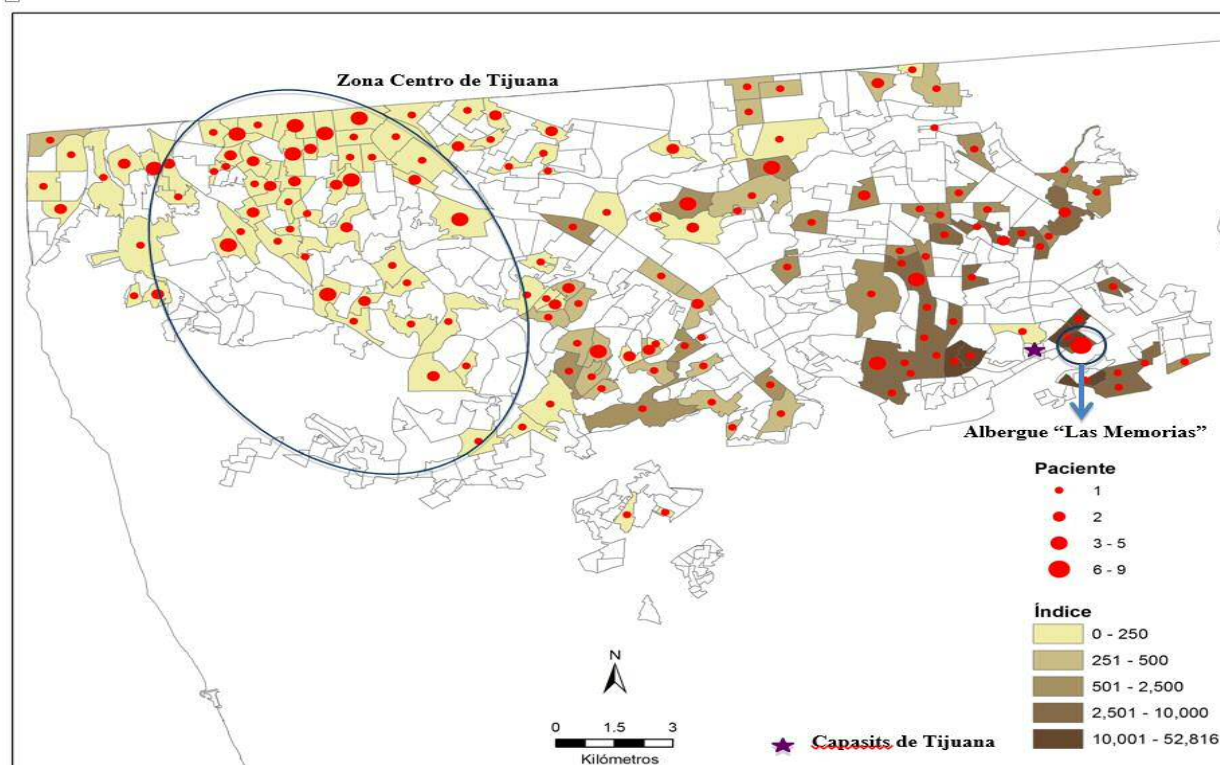 Zona Centro de Tijuana
Albergue “Las Memorias”
Paciente
1
2
3 - 5
6 - 9
Índice
0 - 250
251 - 500
501 - 2,500
2,501 - 10,000
10,001 - 52,816
N
0 1.5 3
Kilómetros
Capasits de Tijuana